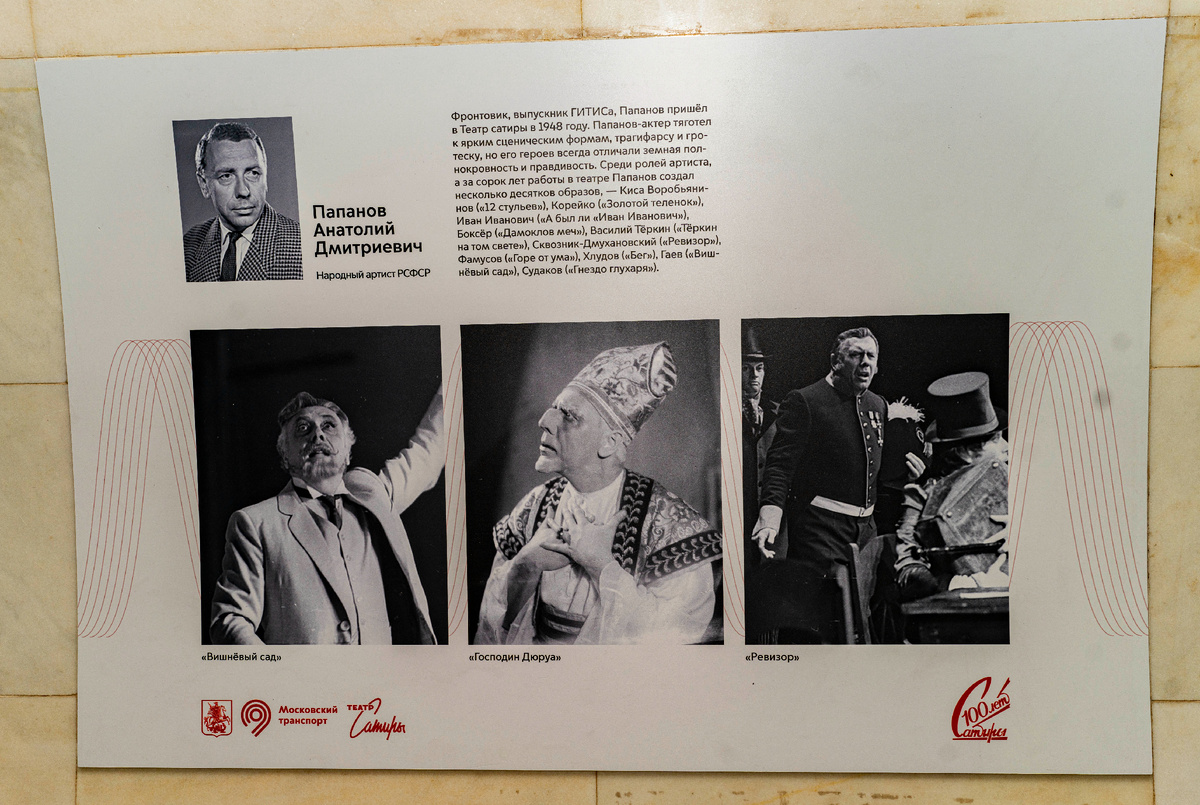 Папанов
Анатолий
Дмитриевич
Народный артист РСФСР
Фронтовик, выпускник ГИТИСа, Папанов пришёл
в Театр сатиры в 1948 году. Папанов-актер тяготел
к ярким сценическим формам, трагифарсу и гро-
теску, но его героев всегда отличали земная пол-
нокровность и правдивость. Среди ролей артиста,
а за сорок лет работы в театре Папанов создал
несколько десятков образов, — Киса Воробьяни-
нов («12 стульев»), Корейко («Золотой теленок»),
Иван Иванович («А был ли «Иван Иванович»),
Боксёр («Дамоклов меч»), Василий Тёркин («Тёркин
на том свете»), Сквозник-Дмухановский («Ревизор»),
Фамусов («Горе от ума»), Хлудов («Бег»), Гаев («Виш-
нёвый сад»), Судаков («Гнездо глухаря»).
«Вишнёвый сад»
«Господин Дюруа»
«Ревизор»
Московский
транспорт
ТЕАТР
Сатиры
100 лет
Сатиры